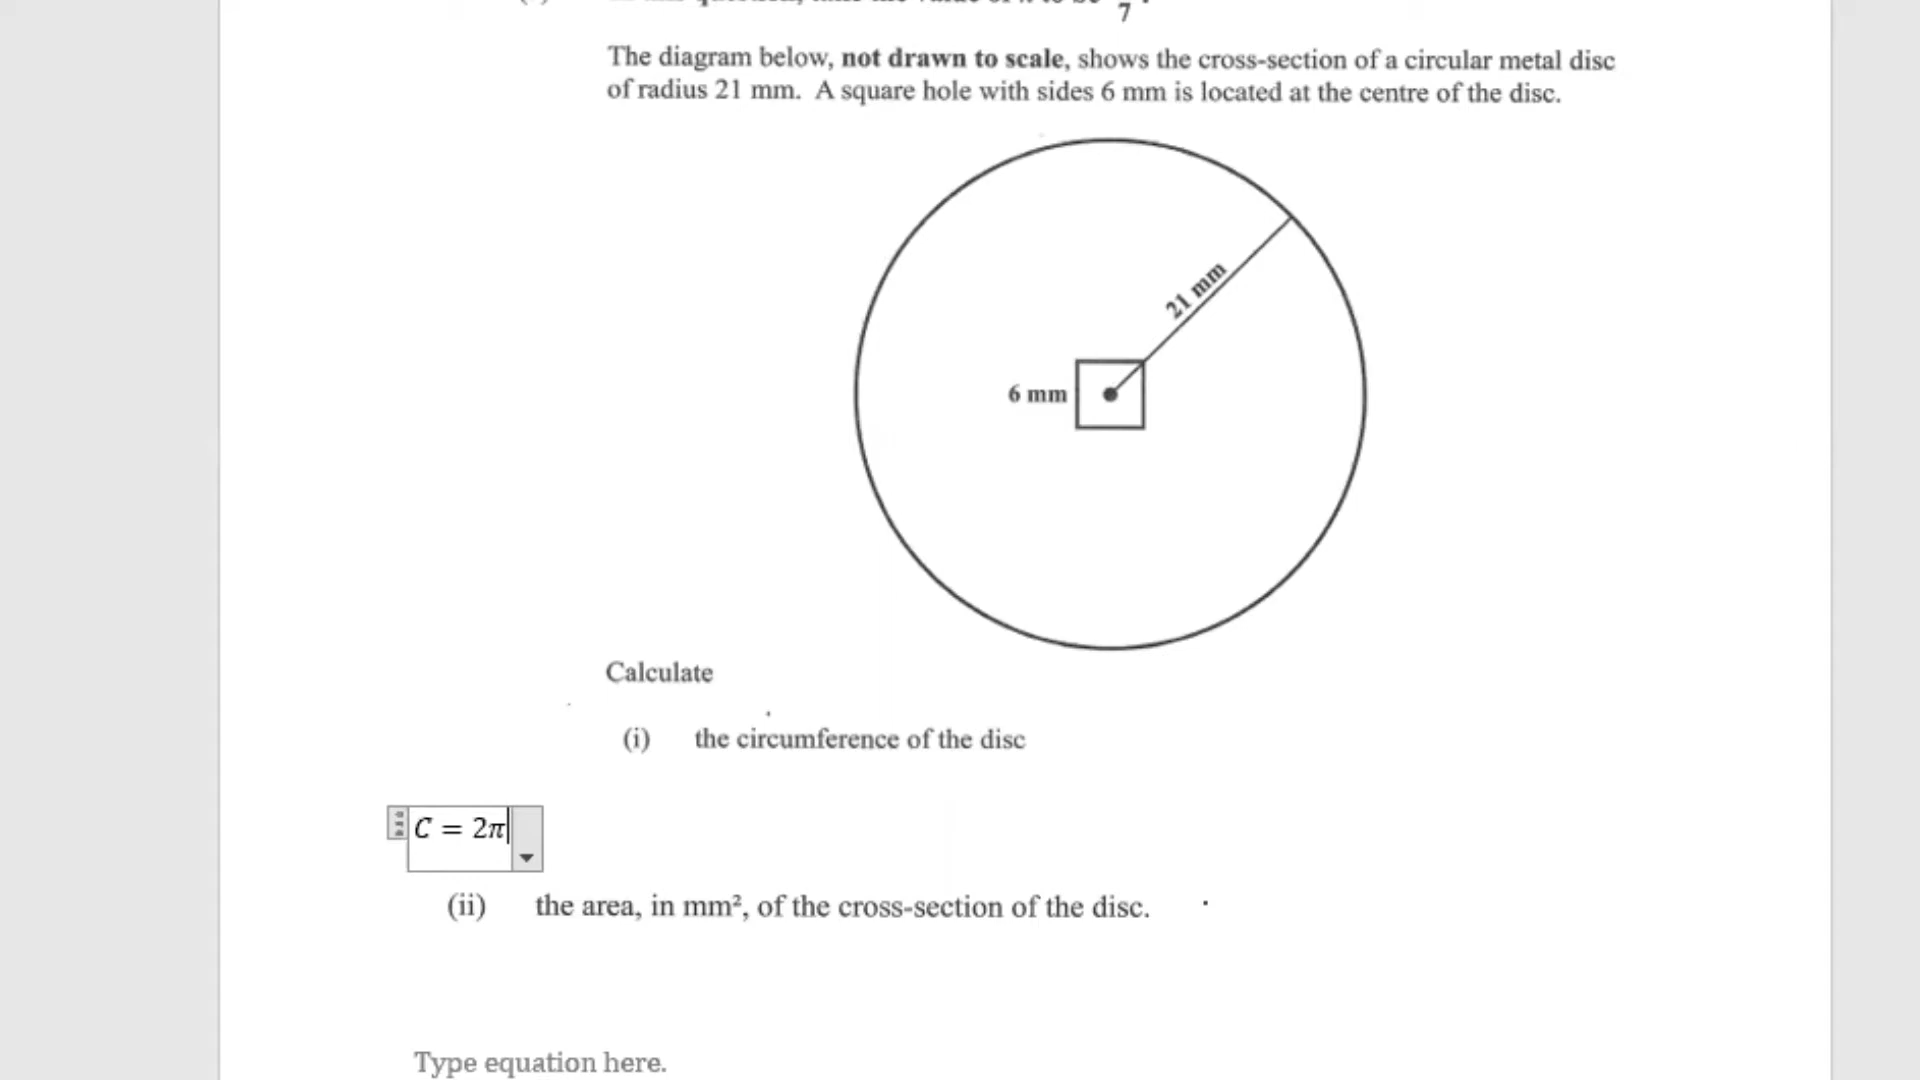 7
The diagram below, not drawn to scale, shows the cross-section of a circular metal disc
of radius 21 mm. A square hole with sides 6 mm is located at the centre of the disc.
21 mm
6 mm
Calculate
(i) the circumference of the disc
C = 2π
(ii) the area, in mm², of the cross-section of the disc.
Type equation here.